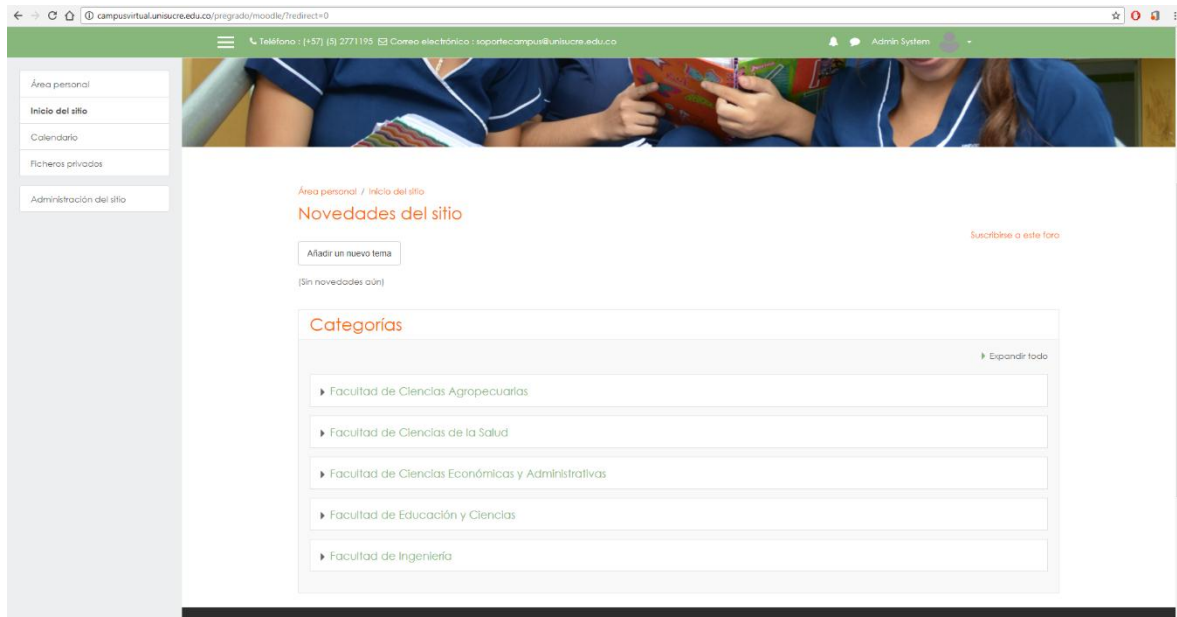 campusvirtual.unisucre.edu.co/pregrado/moodle/?redirect=0
Teléfono : (+57) (5) 2771195 Correo electrónico : soportecampus@unisucre.edu.co Admin System
Área personal
Inicio del sitio
Calendario
Ficheros privados
Administración del sitio
Área personal / Inicio del sitio
Novedades del sitio
Suscribirse a este foro
Añadir un nuevo tema
(Sin novedades aún)
Categorías
Expandir todo
Facultad de Ciencias Agropecuarias
Facultad de Ciencias de la Salud
Facultad de Ciencias Económicas y Administrativas
Facultad de Educación y Ciencias
Facultad de Ingeniería